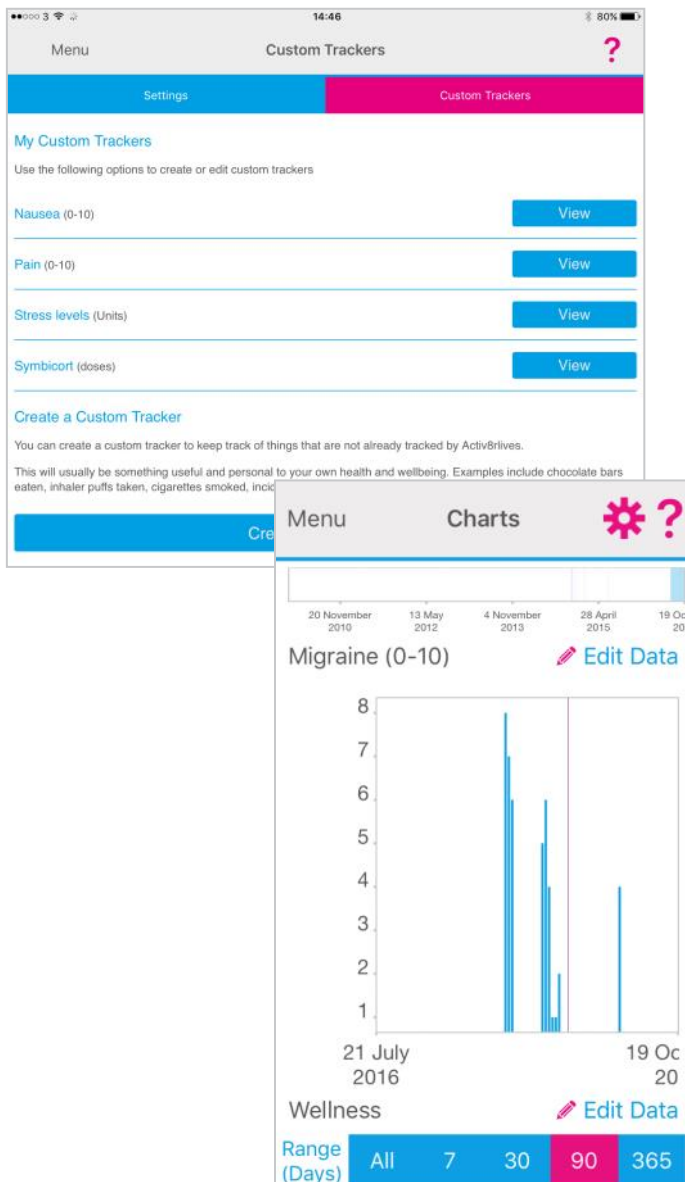 3 14:46 80%
Menu Custom Trackers ?
Settings Custom Trackers
My Custom Trackers
Use the following options to create or edit custom trackers
Nausea (0-10) View
Pain (0-10) View
Stress levels (Units) View
Symbicort (doses) View
Create a Custom Tracker
You can create a custom tracker to keep track of things that are not already tracked by Activ8rlives.
This will usually be something useful and personal to your own health and wellbeing. Examples include chocolate bars
eaten, inhaler puffs taken, cigarettes smoked,
Menu Charts ?
20 November 13 May 4 November 28 April 19 Oc
2010 2012 2013 2015 20
Migraine (0-10) Edit Data
8
7
6
5
4
3
2
1
21 July 19 Oc
2016 20
Wellness Edit Data
Range
(Days) All 7 30 90 365